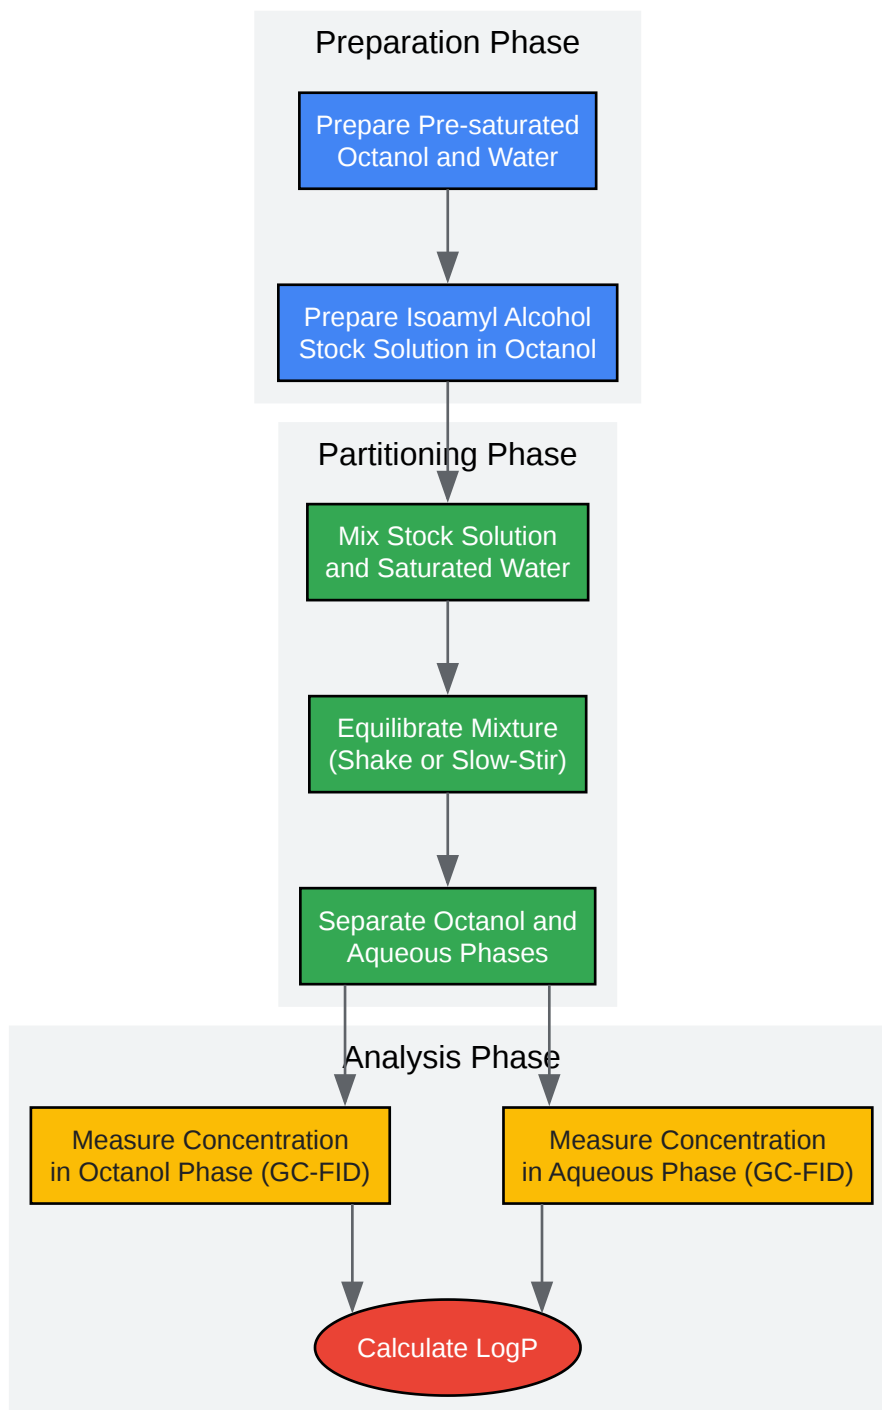 Preparation Phase
Prepare Pre-saturated
Octanol and Water
Prepare Isoamyl Alcohol
Stock Solution in Octanol
Partitioning Phase
Mix Stock Solution
and Saturated Water
Equilibrate Mixture
(Shake or Slow-Stir)
Separate Octanol and
Aqueous Phases
Analysis Phase
Measure Concentration
in Octanol Phase (GC-FID)
Measure Concentration
in Aqueous Phase (GC-FID)
Calculate LogP